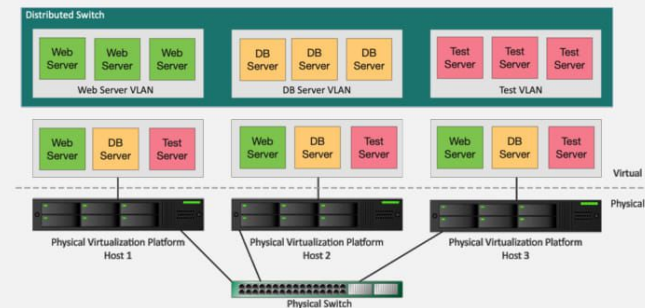 Distributed Switch
Web Server
Web Server
Web Server
DB Server
DB Server
DB Server
Test Server
Test Server
Test Server
Web Server VLAN
DB Server VLAN
Test VLAN
Web Server
DB Server
Test Server
Web Server
DB Server
Test Server
Web Server
DB Server
Test Server
Virtual
Physical
Physical Virtualization Platform
Host 1
Physical Virtualization Platform
Host 2
Physical Virtualization Platform
Host 3
Physical Switch